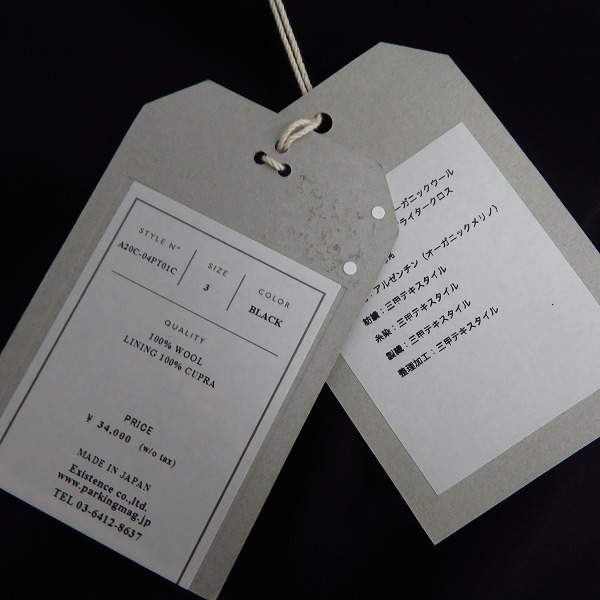 STYLE Nº
A20C-04PT01C
SIZE
3
COLOR
BLACK
QUALITY
100% WOOL
LINING 100% CUPRA
PRICE
¥ 34,000 (w/o tax)
MADE IN JAPAN
Existence co.,ltd.
www.parkingmag.jp
TEL 03-6412-8637
ーガニックウール
ライタークロス
%
：アルゼンチン（オーガニックメリノ）
紡績：三甲テキスタイル
糸染：三甲テキスタイル
製織：三甲テキスタイル
整理加工：三甲テキスタイル